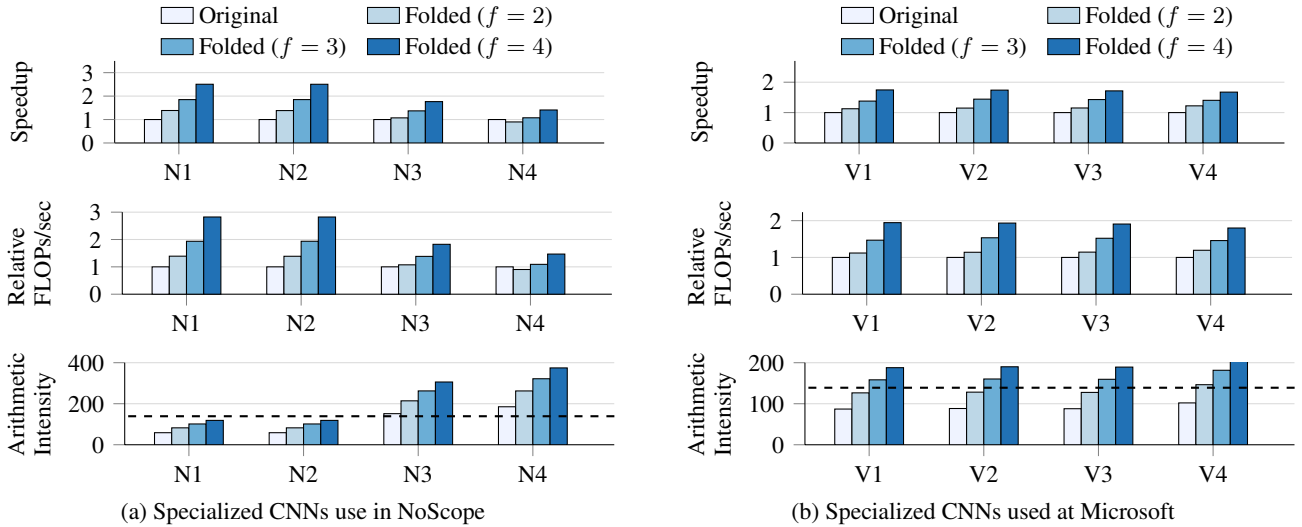 Original
Folded (f = 2)
Folded (f = 3)
Folded (f = 4)
Speedup
3
2
1
0
N1 N2 N3 N4
Relative
FLOPs/sec
3
2
1
0
N1 N2 N3 N4
Arithmetic
Intensity
400
200
0
N1 N2 N3 N4
(a) Specialized CNNs use in NoScope
Original
Folded (f = 2)
Folded (f = 3)
Folded (f = 4)
Speedup
2
1
0
V1 V2 V3 V4
Relative
FLOPs/sec
2
1
0
V1 V2 V3 V4
Arithmetic
Intensity
200
100
0
V1 V2 V3 V4
(b) Specialized CNNs used at Microsoft